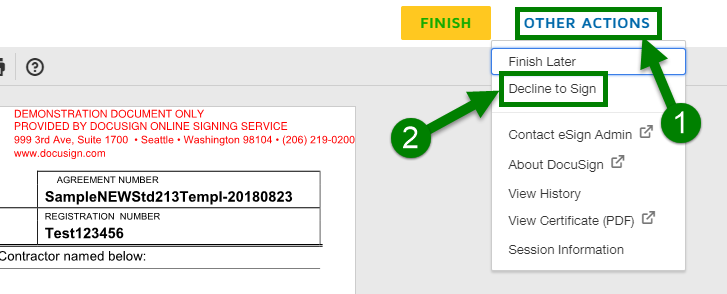 FINISH
OTHER ACTIONS
1
Finish Later
Decline to Sign
2
Contact eSign Admin
About DocuSign
View History
View Certificate (PDF)
Session Information
?
DEMONSTRATION DOCUMENT ONLY
PROVIDED BY DOCUSIGN ONLINE SIGNING SERVICE
999 3rd Ave, Suite 1700 • Seattle • Washington 98104 • (206) 219-0200
www.docusign.com
AGREEMENT NUMBER
SampleNEWStd213Templ-20180823
REGISTRATION NUMBER
Test123456
Contractor named below: